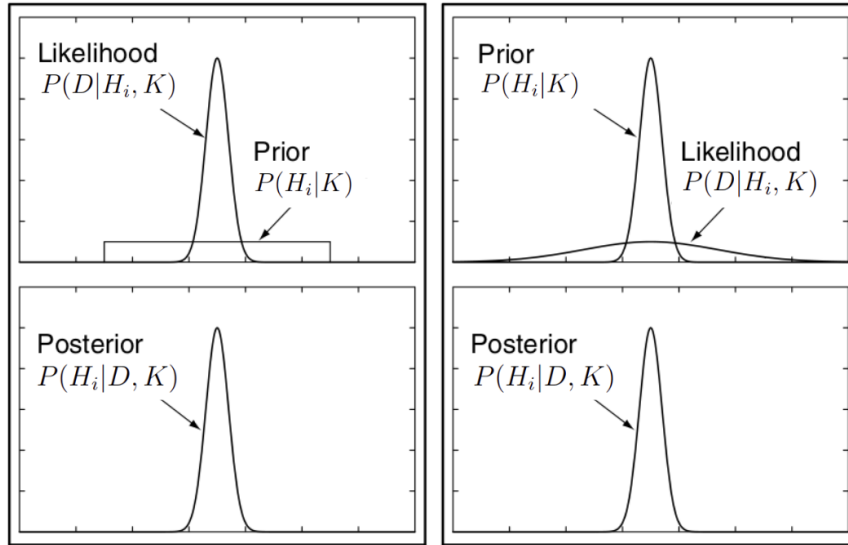 Likelihood
P(D|H_i, K)
Prior
P(H_i|K)
Posterior
P(H_i|D, K)
Prior
P(H_i|K)
Likelihood
P(D|H_i, K)
Posterior
P(H_i|D, K)